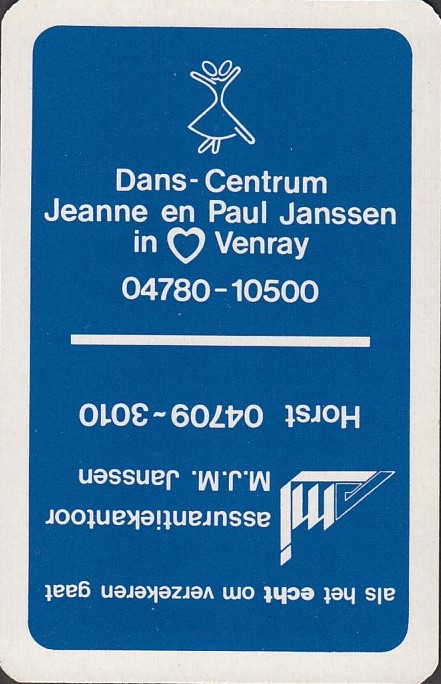 Dans-Centrum
Jeanne en Paul Janssen
in Venray
04780-10500
als het echt om verzekeren gaat
assurantiekantoor
M.J.M. Janssen
Horst 04709~3010